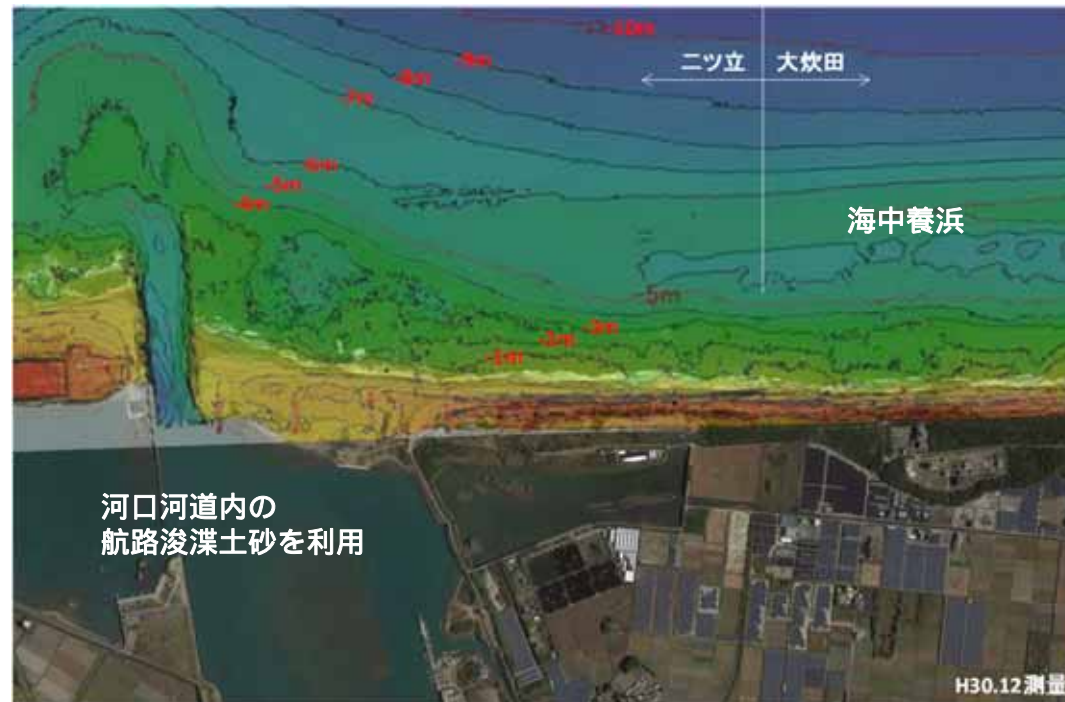 -10m
-9m
二ツ立 大炊田
-8m
-7m
-6m
-5m
-4m
海中養浜
-5m
-3m
-2m
-1m
河口河道内の
航路浚渫土砂を利用
H30.12測量